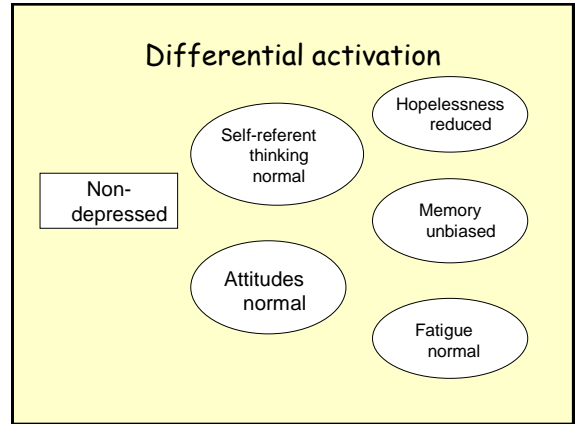 Differential activation
Hopelessness
reduced
Self-referent
thinking
normal
Non-
depressed
Memory
unbiased
Attitudes
normal
Fatigue
normal